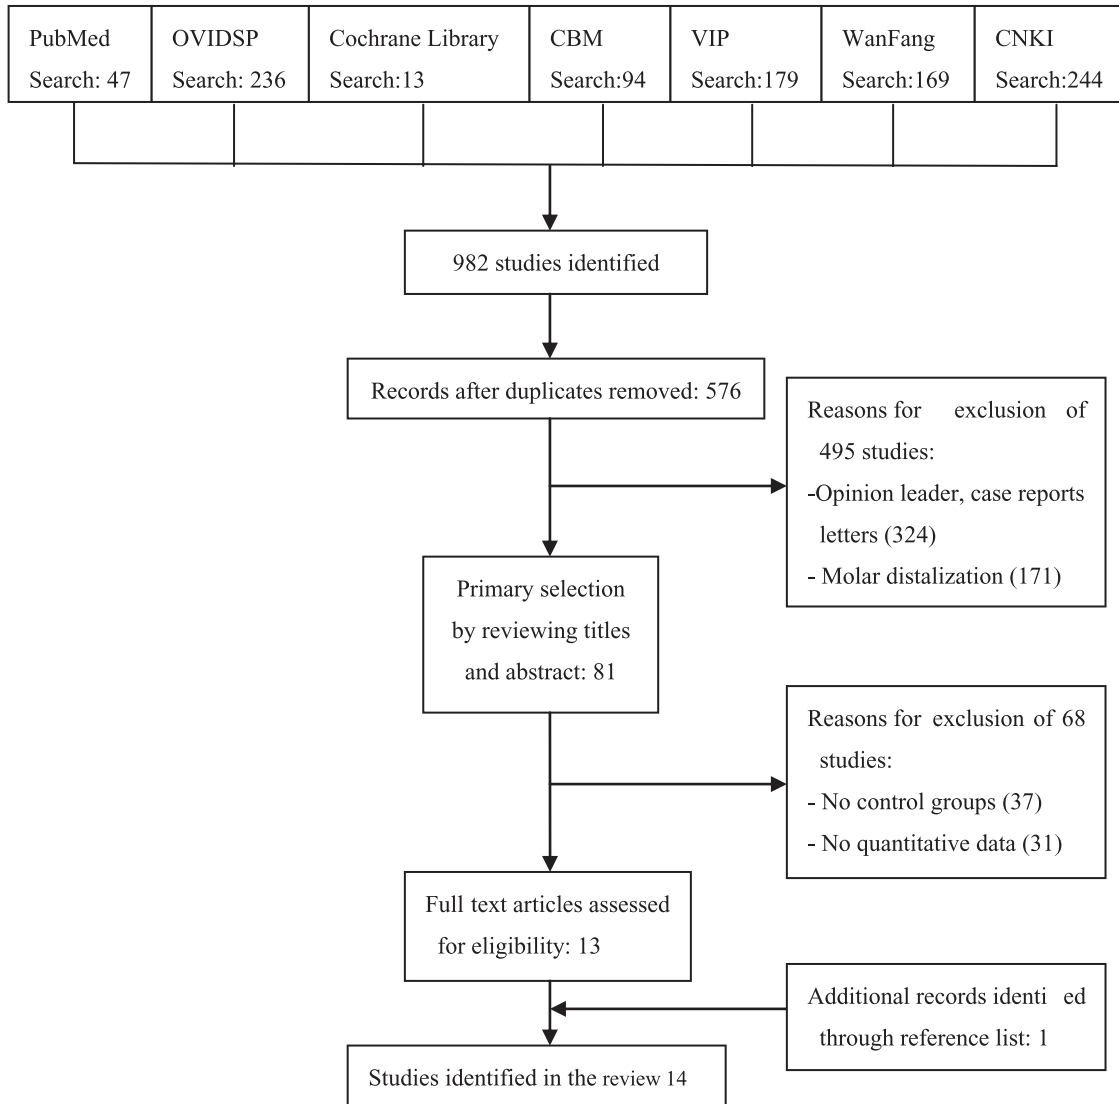 PubMed
Search: 47
OVIDSP
Search: 236
Cochrane Library
Search:13
CBM
Search:94
VIP
Search:179
WanFang
Search:169
CNKI
Search:244
982 studies identified
Records after duplicates removed: 576
Reasons for exclusion of
495 studies:
-Opinion leader, case reports
letters (324)
- Molar distalization (171)
Primary selection
by reviewing titles
and abstract: 81
Reasons for exclusion of 68
studies:
- No control groups (37)
- No quantitative data (31)
Full text articles assessed
for eligibility: 13
Additional records identi ed
through reference list: 1
Studies identified in the review 14